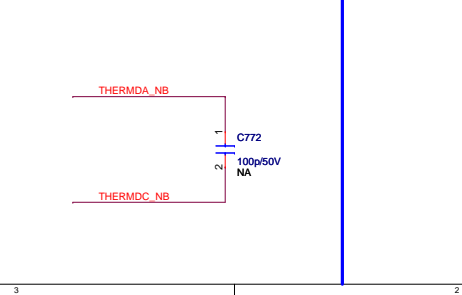 THERMDA_NB
1
C772
2
100p/50V
NA
THERMDC_NB
3
2